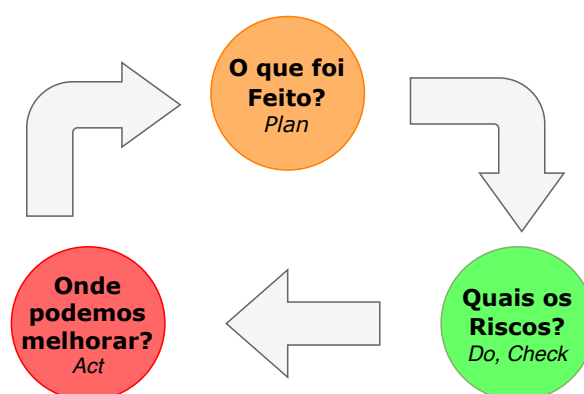 O que foi
Feito?
Plan
Quais os
Riscos?
Do, Check
Onde
podemos
melhorar?
Act